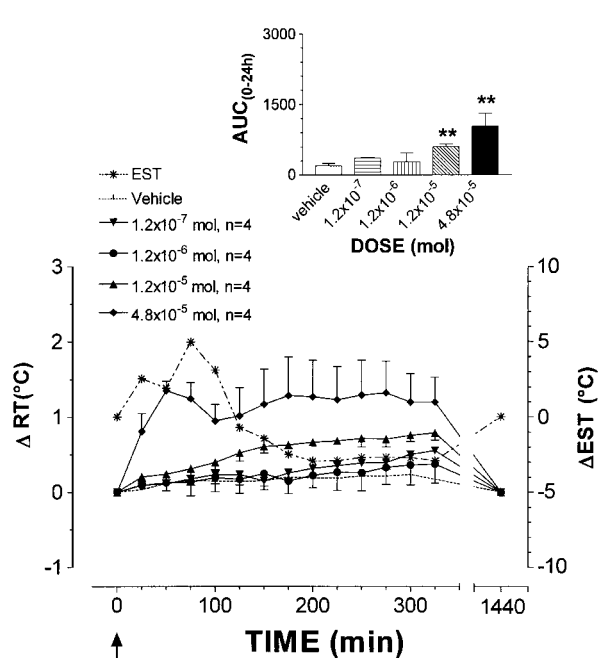 3000
1500
0
AUC(0-24h)
** **
vehicle
1.2x10-7
1.2x10-6
1.2x10-5
4.8x10-5
DOSE (mol)
EST
Vehicle
1.2x10-7 mol, n=4
1.2x10-6 mol, n=4
1.2x10-5 mol, n=4
4.8x10-5 mol, n=4
3
2
1
0
-1
Δ RT(°C)
10
5
0
-5
-10
ΔEST (°C)
0 100 200 300 1440
TIME (min)